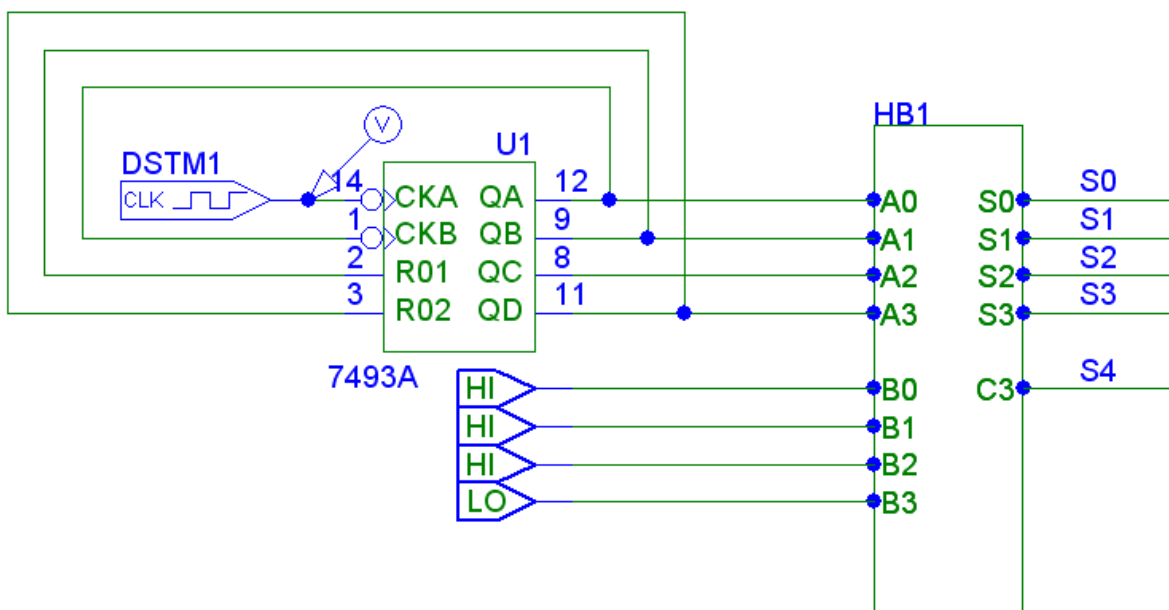 HB1
V
U1
DSTM1
CLK
14 CKA QA 12 A0 S0 S0
1 CKB QB 9 A1 S1 S1
2 R01 QC 8 A2 S2 S2
3 R02 QD 11 A3 S3 S3
7493A
HI B0 C3 S4
HI B1
HI B2
LO B3